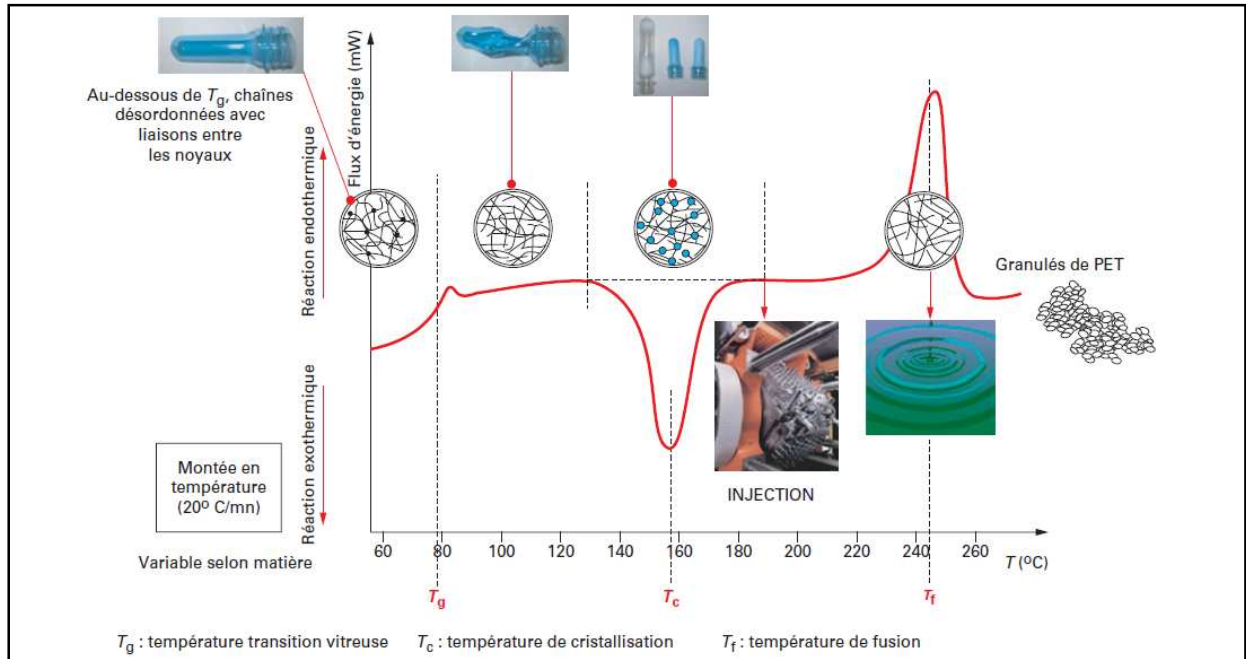 Au-dessous de Tg, chaînes
désordonnées avec
liaisons entre
les noyaux
Flux d'énergie (mW)
Réaction endothermique
Réaction exothermique
Granulés de PET
INJECTION
Montée en
température
(20º C/mn)
Variable selon matière
60 80 100 120 140 160 180 200 220 240 260 T (ºC)
Tg Tc Tf
Tg : température transition vitreuse Tc : température de cristallisation Tf : température de fusion